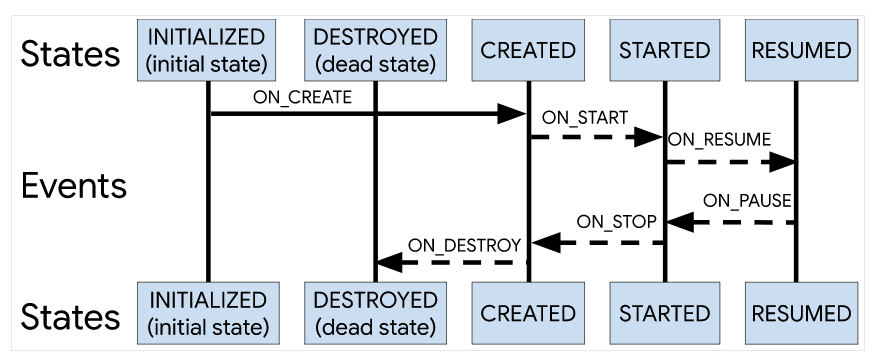 States
INITIALIZED
(initial state)
DESTROYED
(dead state)
CREATED
STARTED
RESUMED
ON_CREATE
ON_START
ON_RESUME
Events
ON_PAUSE
ON_STOP
ON_DESTROY
States
INITIALIZED
(initial state)
DESTROYED
(dead state)
CREATED
STARTED
RESUMED